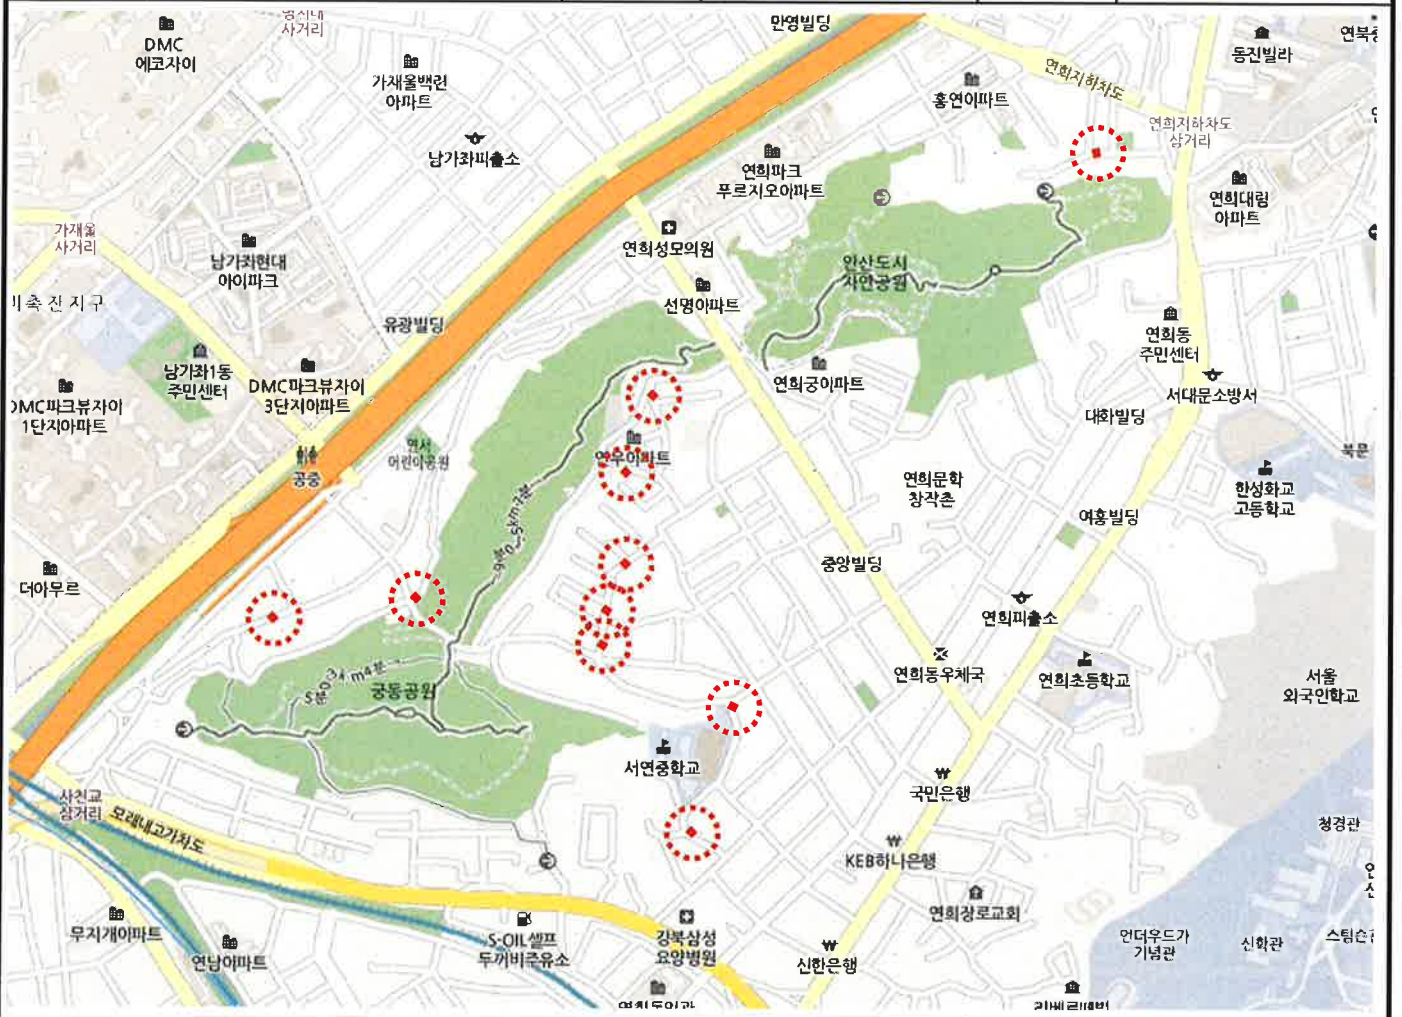 DMC
에코자이
사거리
만영빌딩
동진빌라
가재울백련
아파트
홍연아파트
연희지하차도
연희지하차도
삼거리
남가좌파출소
연희파크
푸르지오아파트
연희대림
아파트
가재울
사거리
연희성모의원
남가좌현대
아이파크
안산도시
자연공원
선명아파트
촉진지구
유광빌딩
연희동
주민센터
남가좌1동
주민센터
DMC파크뷰자이
3단지아파트
연희궁아파트
서대문소방서
DMC파크뷰자이
1단지아파트
대화빌딩
연서
어린이공원
연우아파트
북문
공중
연희문학
창작촌
한성화교
고등학교
여흥빌딩
중앙빌딩
더아무르
연희파출소
연희동우체국
연희초등학교
서울
외국인학교
궁동공원
서연중학교
국민은행
사천교
삼거리
모래내고가차도
청경관
KEB하나은행
연희장로교회
무지개아파트
연남아파트
S-OIL셀프
두꺼비주유소
강북삼성
요양병원
신한은행
언더우드가
기념관
신학관